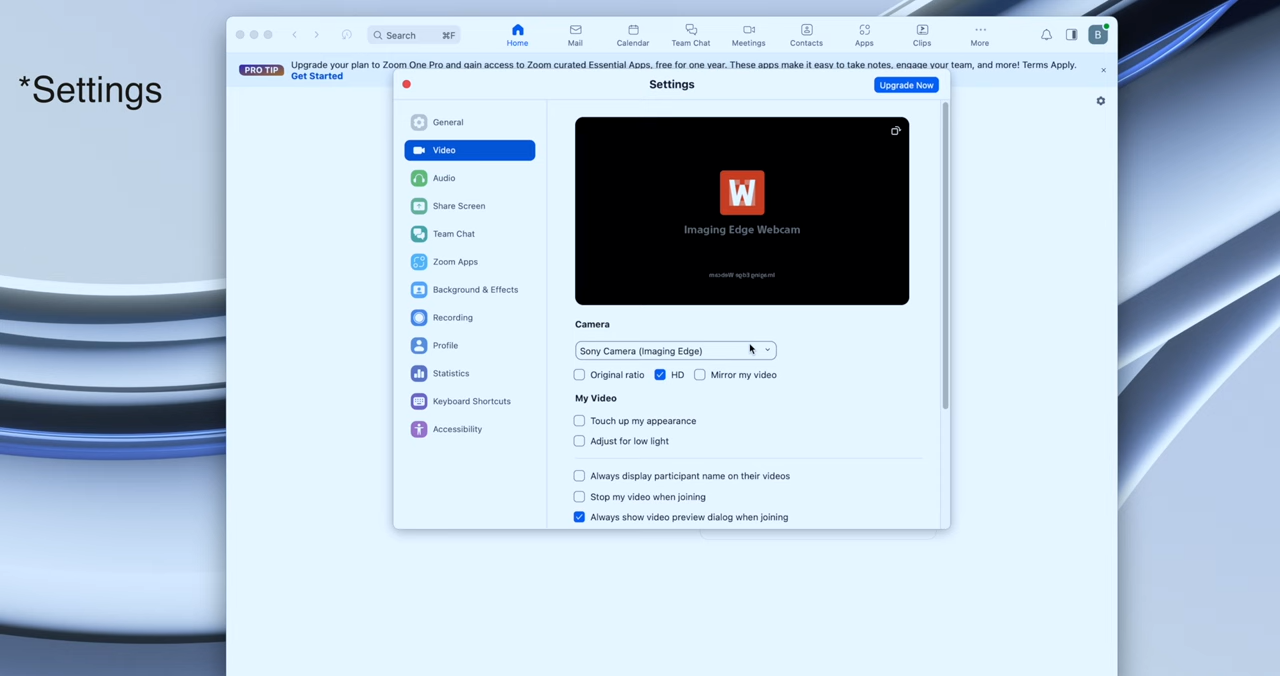 *Settings
Search ⌘F
Home
Mail
Calendar
Team Chat
Meetings
Contacts
Apps
Clips
More
B
PRO TIP
Upgrade your plan to Zoom One Pro and gain access to Zoom curated Essential Apps, free for one year. These apps make it easy to take notes, engage your team, and more! Terms Apply.
Get Started
Settings
Upgrade Now
General
Video
Audio
Share Screen
Team Chat
Zoom Apps
Background & Effects
Recording
Profile
Statistics
Keyboard Shortcuts
Accessibility
W
Imaging Edge Webcam
Imaging Edge Webcam
Camera
Sony Camera (Imaging Edge)
Original ratio
HD
Mirror my video
My Video
Touch up my appearance
Adjust for low light
Always display participant name on their videos
Stop my video when joining
Always show video preview dialog when joining